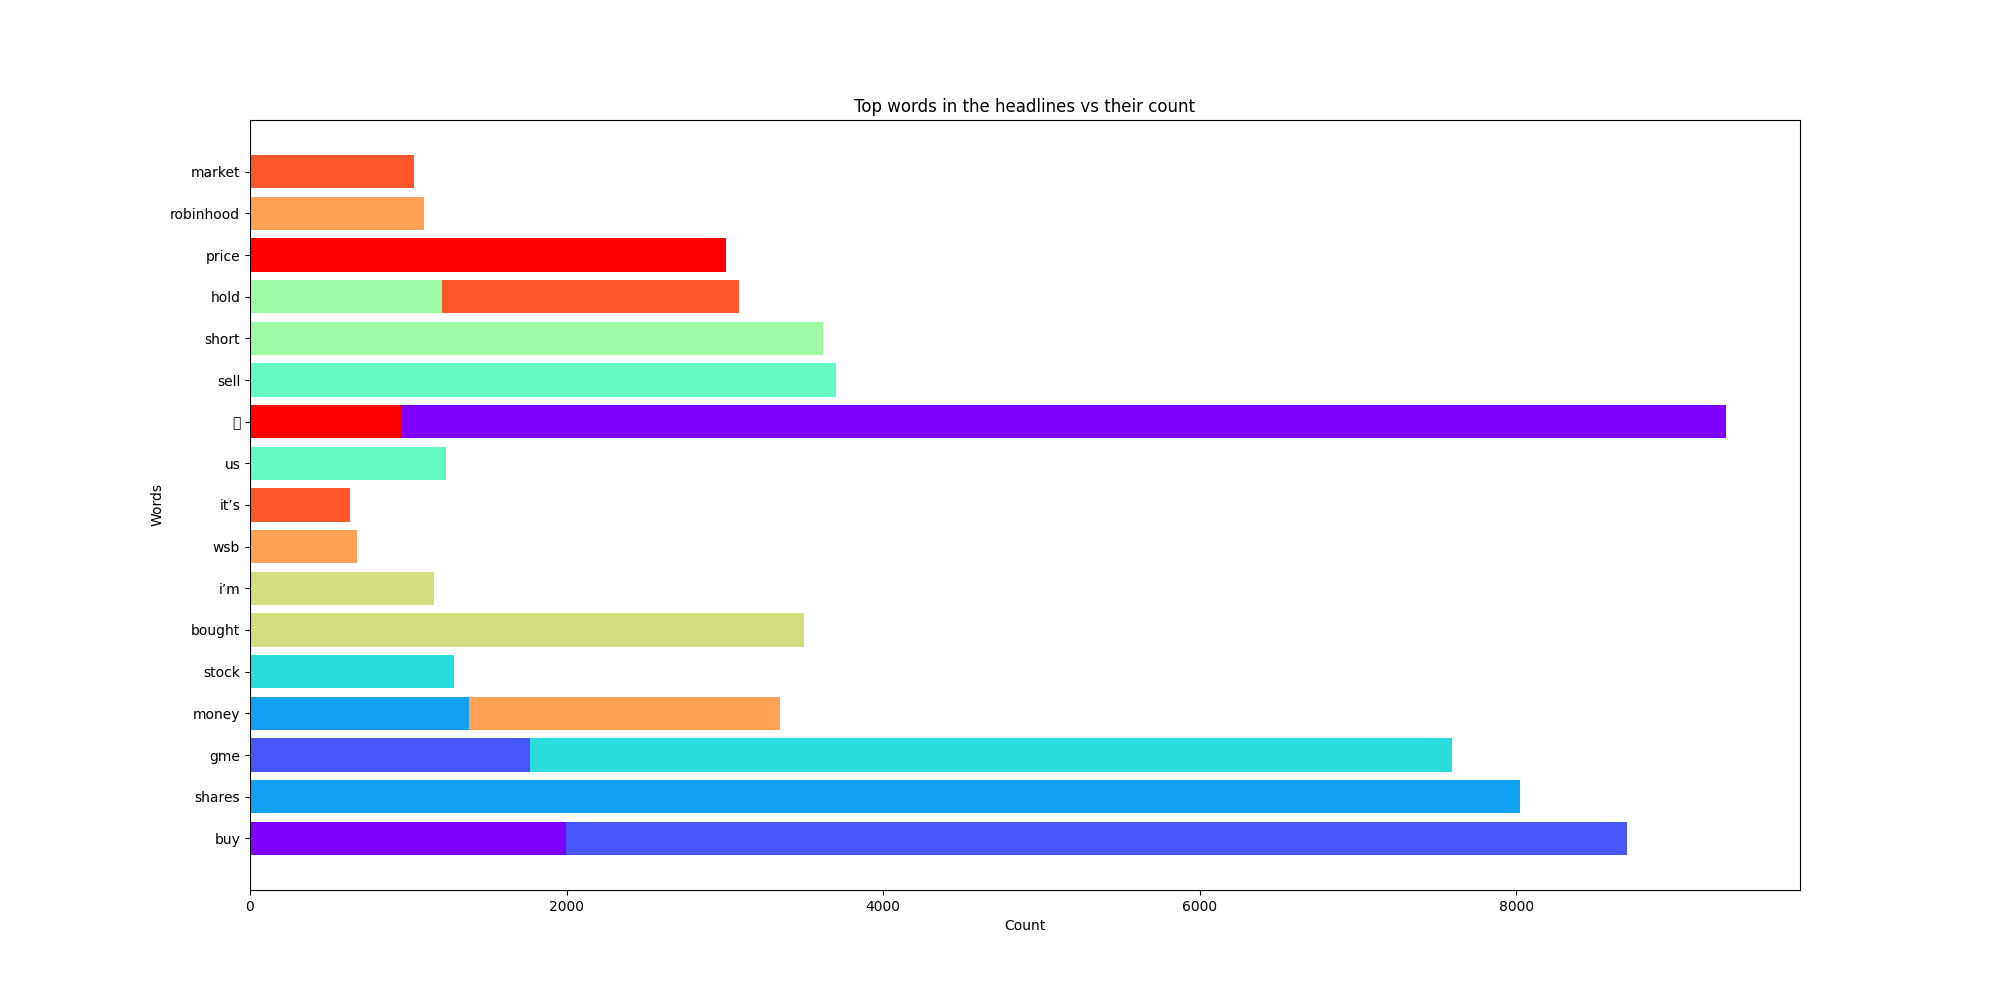 Top words in the headlines vs their count
market
robinhood
price
hold
short
sell
us
it’s
wsb
i’m
bought
stock
money
gme
shares
buy
Words
0 2000 4000 6000 8000
Count